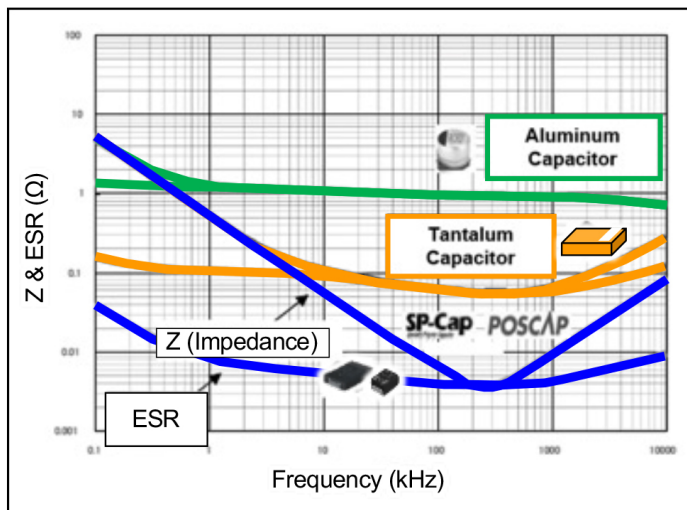 100
10
1
0.1
0.01
0.001
Z & ESR (Ω)
Aluminum
Capacitor
Tantalum
Capacitor
SP-Cap
POSCAP
Z (Impedance)
ESR
0.1
1
10
100
1000
10000
Frequency (kHz)